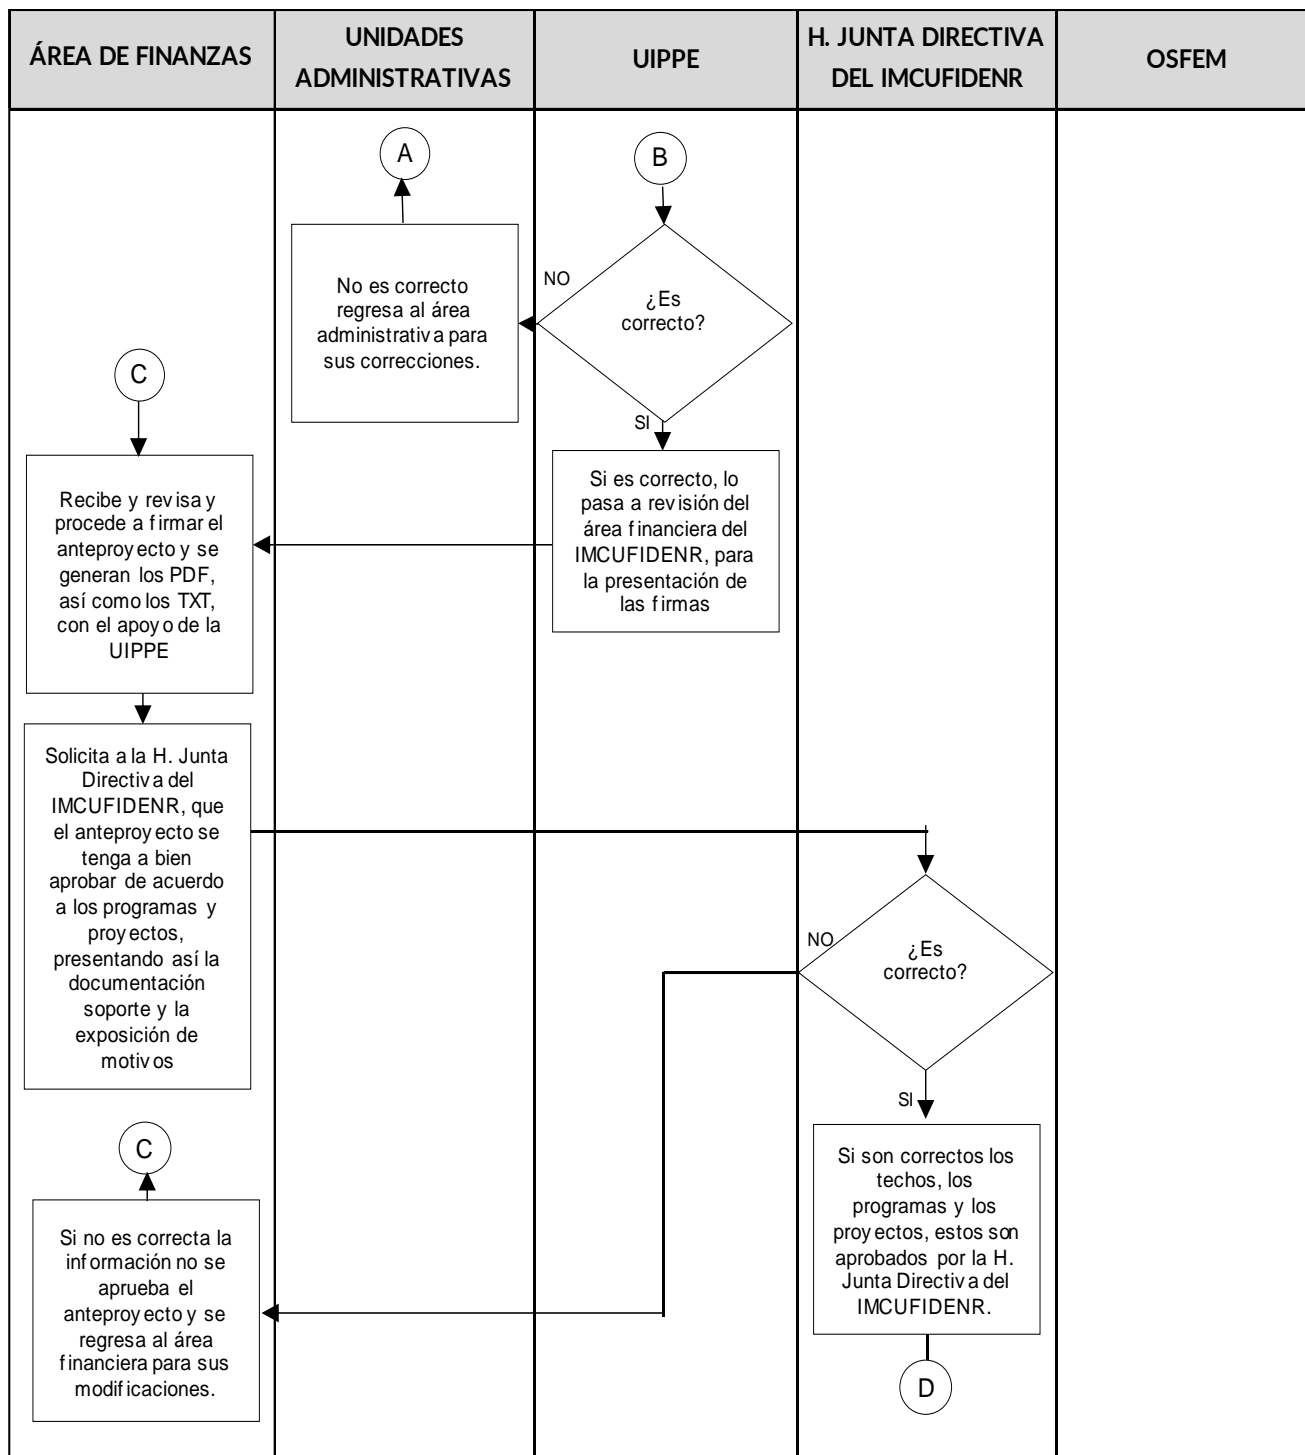 ÁREA DE FINANZAS
UNIDADES
ADMINISTRATIVAS
UIPPE
H. JUNTA DIRECTIVA
DEL IMCUFIDENR
OSFEM
A
B
No es correcto
regresa al área
administrativa para
sus correcciones.
NO
¿Es
correcto?
SI
C
Recibe y revisa y
procede a firmar el
anteproyecto y se
generan los PDF,
así como los TXT,
con el apoyo de la
UIPPE
Si es correcto, lo
pasa a revisión del
área financiera del
IMCUFIDENR, para
la presentación de
las firmas
Solicita a la H. Junta
Directiva del
IMCUFIDENR, que
el anteproyecto se
tenga a bien
aprobar de acuerdo
a los programas y
proyectos,
presentando así la
documentación
soporte y la
exposición de
motivos
NO
¿Es
correcto?
SI
Si son correctos los
techos, los
programas y los
proyectos, estos son
aprobados por la H.
Junta Directiva del
IMCUFIDENR.
C
Si no es correcta la
información no se
aprueba el
anteproyecto y se
regresa al área
financiera para sus
modificaciones.
D